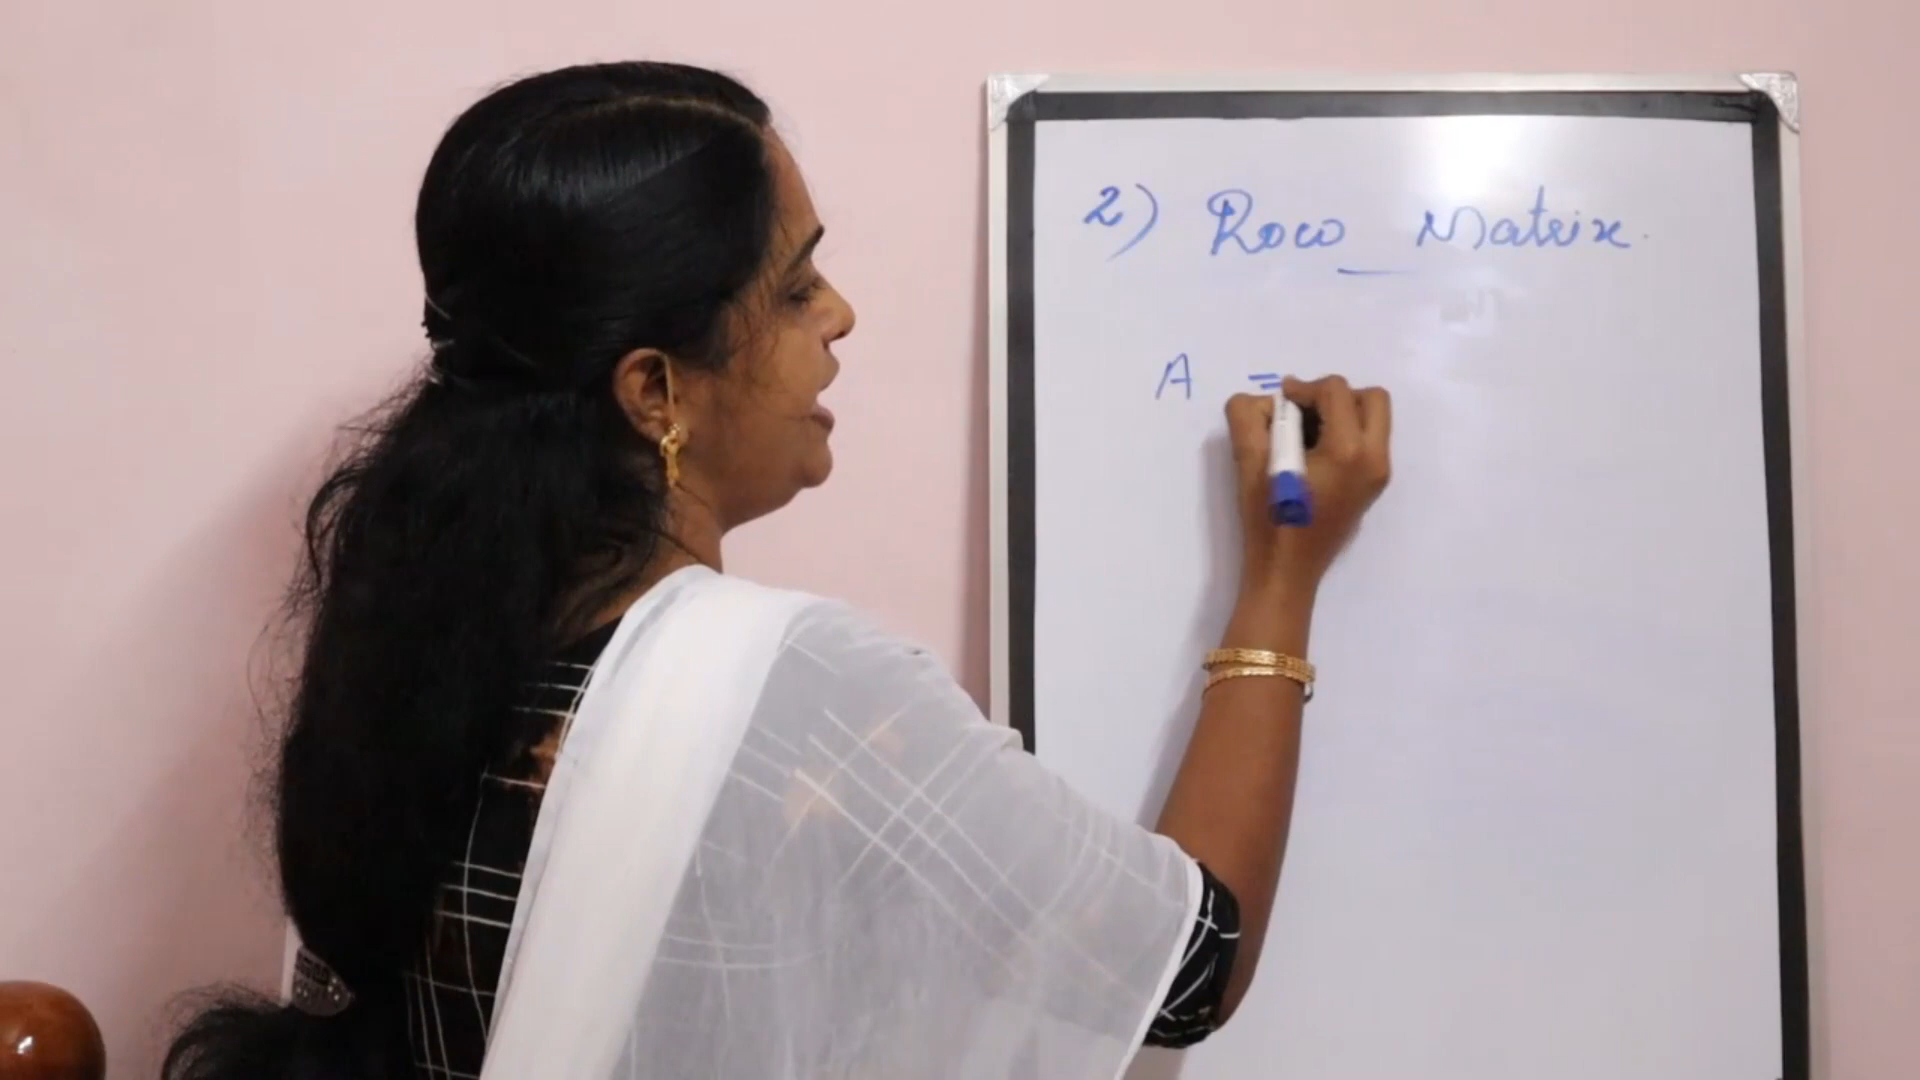 2) Row Matrix.
A =